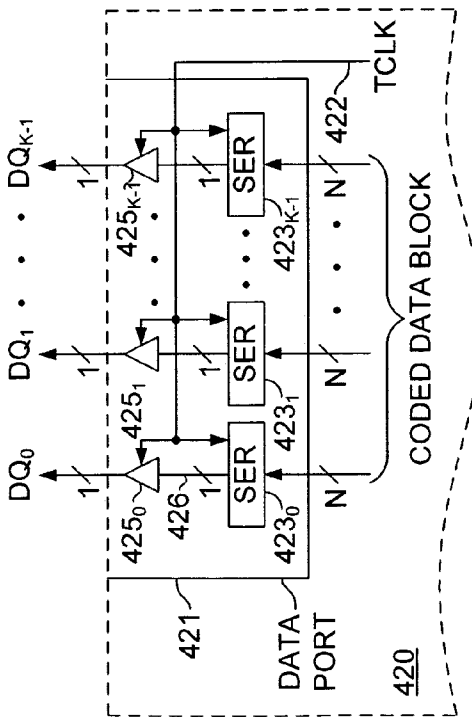 DQ0 DQ1 • • • DQK-1
1 1 1
4250 4251 • • • 425K-1
426 1 1 1
SER SER • • • SER
4230 4231 423K-1
N N • • • N
421
422
DATA
PORT
TCLK
CODED DATA BLOCK
420